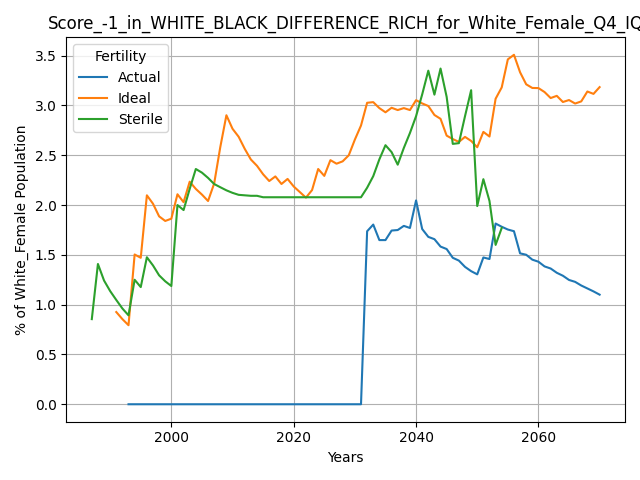 Score_-1_in_WHITE_BLACK_DIFFERENCE_RICH_for_White_Female_Q4_IQ
Fertility
Actual
Ideal
Sterile
% of White_Female Population
3.5
3.0
2.5
2.0
1.5
1.0
0.5
0.0
2000
2020
2040
2060
Years